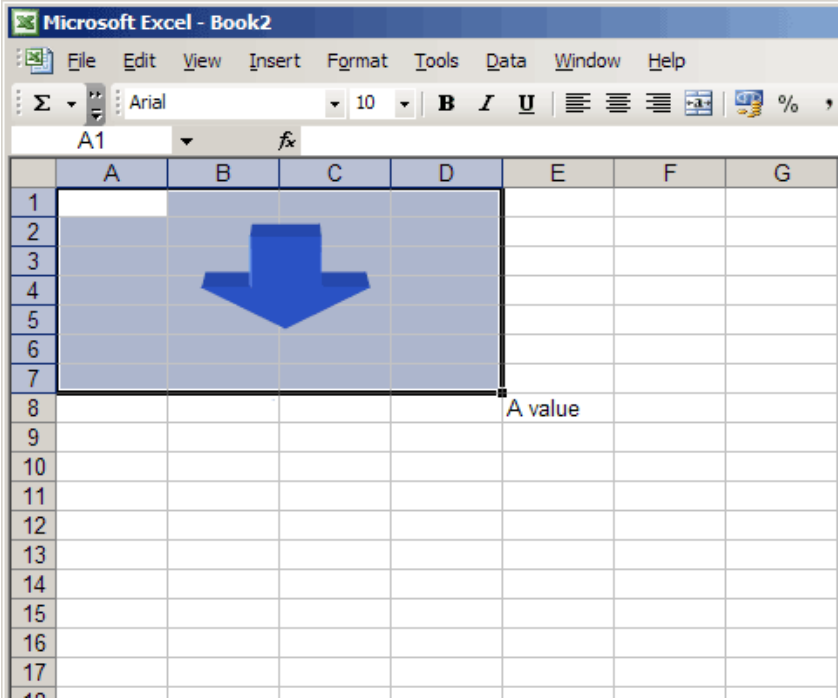 Microsoft Excel - Book2
File Edit View Insert Format Tools Data Window Help
Σ Arial 10 B I U a %  ,
A1 fx
A B C D E F G
1
2
3
4
5
6
7
8 A value
9
10
11
12
13
14
15
16
17